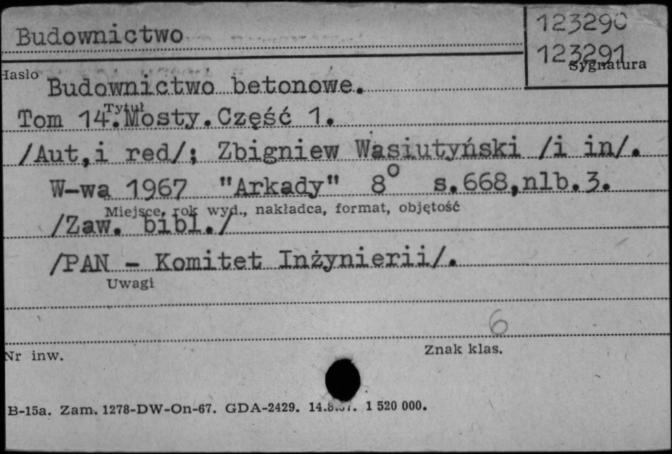 Budownictwo
123290
123291
Sygnatura
Hasło
Budownictwo betonowe.
Tytuł
Tom 14.Mosty.Część 1.
/Aut,i red/; Zbigniew Wasiutyński /i in/.
W-wa 1967 "Arkady" 8° s.668,nlb.3.
Miejsce, rok wyd., nakładca, format, objętość
/Zaw. bibl./
/PAN - Komitet Inżynierii/.
Uwagi
6
Nr inw.
Znak klas.
B-15a. Zam. 1278-DW-On-67. GDA-2429. 1 520 000.